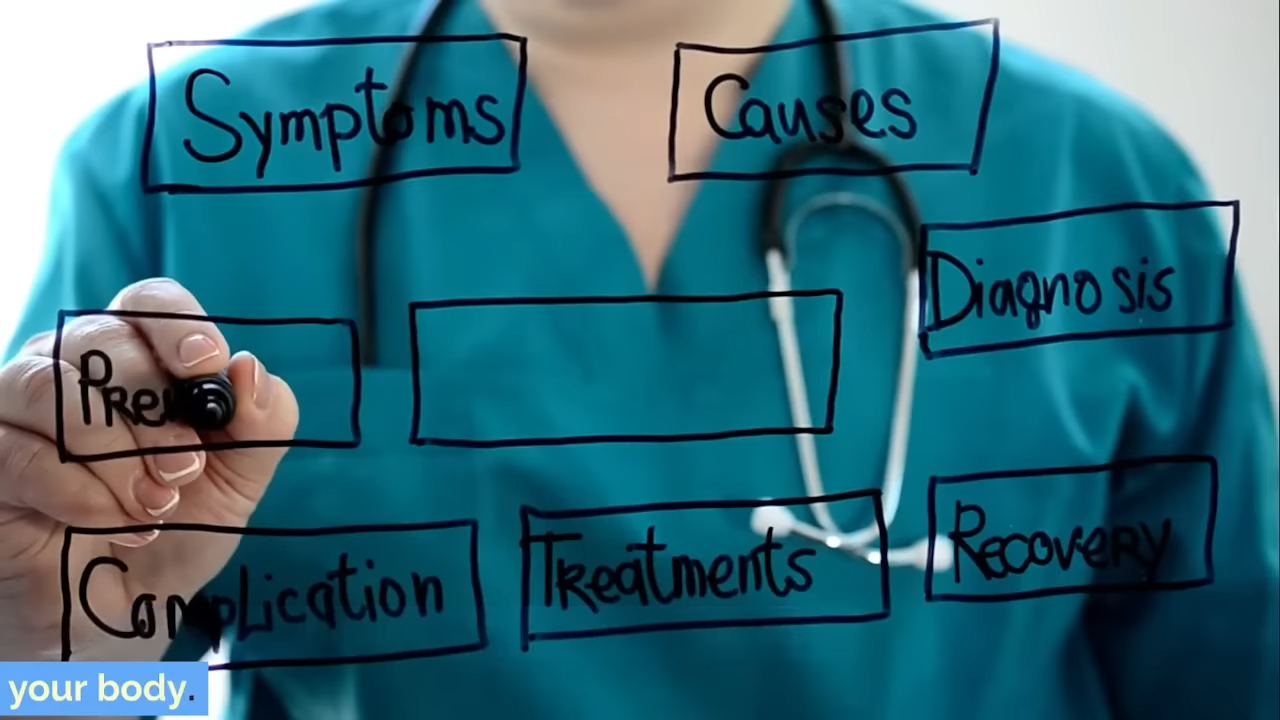 Symptoms
Causes
Diagnosis
Complication
Treatments
Recovery
your body.